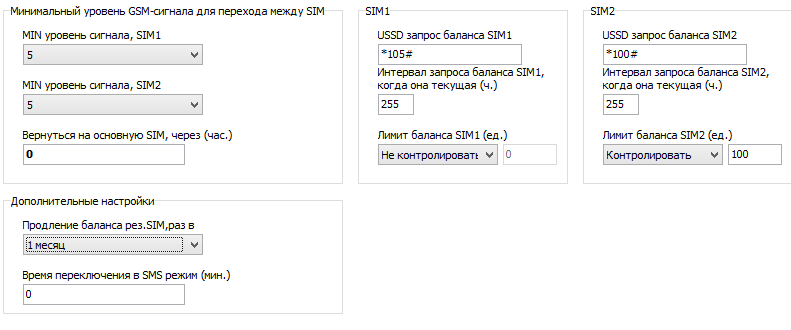 Минимальный уровень GSM-сигнала для перехода между SIM
MIN уровень сигнала, SIM1
5
MIN уровень сигнала, SIM2
5
Вернуться на основную SIM, через (час.)
0
SIM1
USSD запрос баланса SIM1
*105#
Интервал запроса баланса SIM1,
когда она текущая (ч.)
255
Лимит баланса SIM1 (ед.)
Не контролировать 0
SIM2
USSD запрос баланса SIM2
*100#
Интервал запроса баланса SIM2,
когда она текущая (ч.)
255
Лимит баланса SIM2 (ед.)
Контролировать 100
Дополнительные настройки
Продление баланса рез.SIM,раз в
1 месяц
Время переключения в SMS режим (мин.)
0